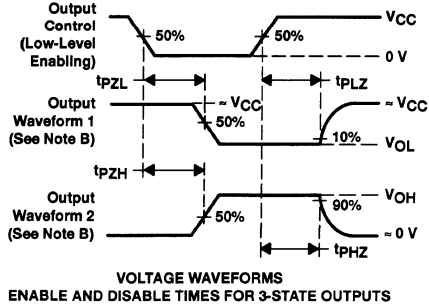 Output
Control
(Low-Level
Enabling)
50%
50%
VCC
0 V
tPZL
tPLZ
Output
Waveform 1
(See Note B)
≈ VCC
50%
≈ VCC
10%
VOL
tPZH
Output
Waveform 2
(See Note B)
50%
VOH
90%
≈ 0 V
tPHZ
VOLTAGE WAVEFORMS
ENABLE AND DISABLE TIMES FOR 3-STATE OUTPUTS